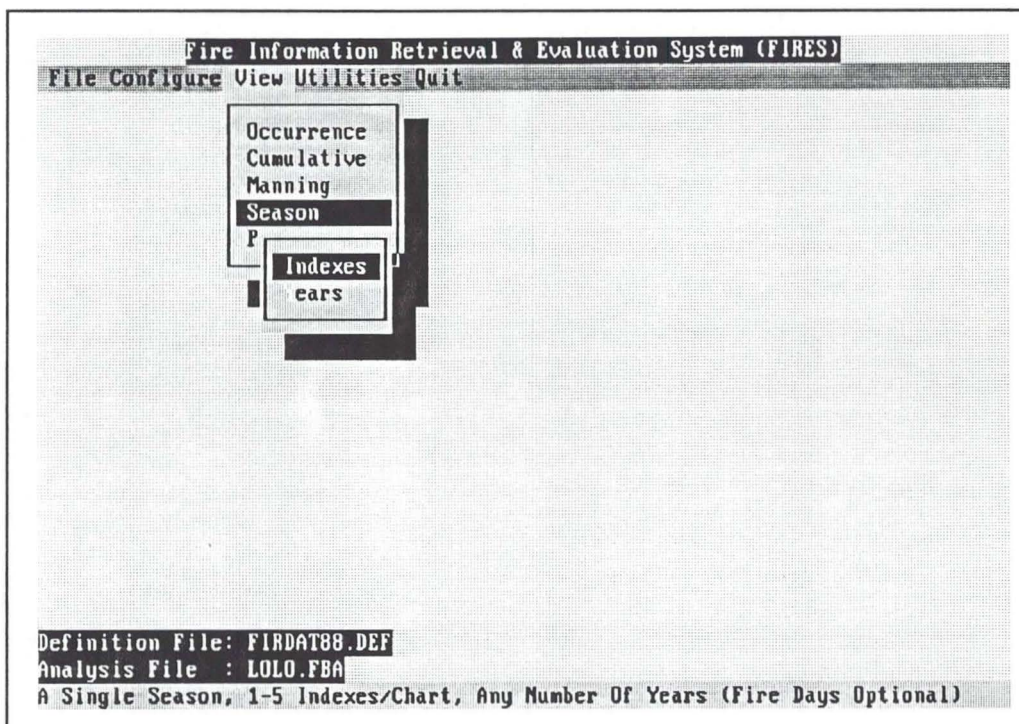 Fire Information Retrieval & Evaluation System (FIRES)
File Configure View Utilities Quit
Occurrence
Cumulative
Manning
Season
P
Indexes
ears
Definition File: FIRDAT88.DEF
Analysis File : LOLO.FBA
A Single Season, 1-5 Indexes/Chart, Any Number Of Years (Fire Days Optional)